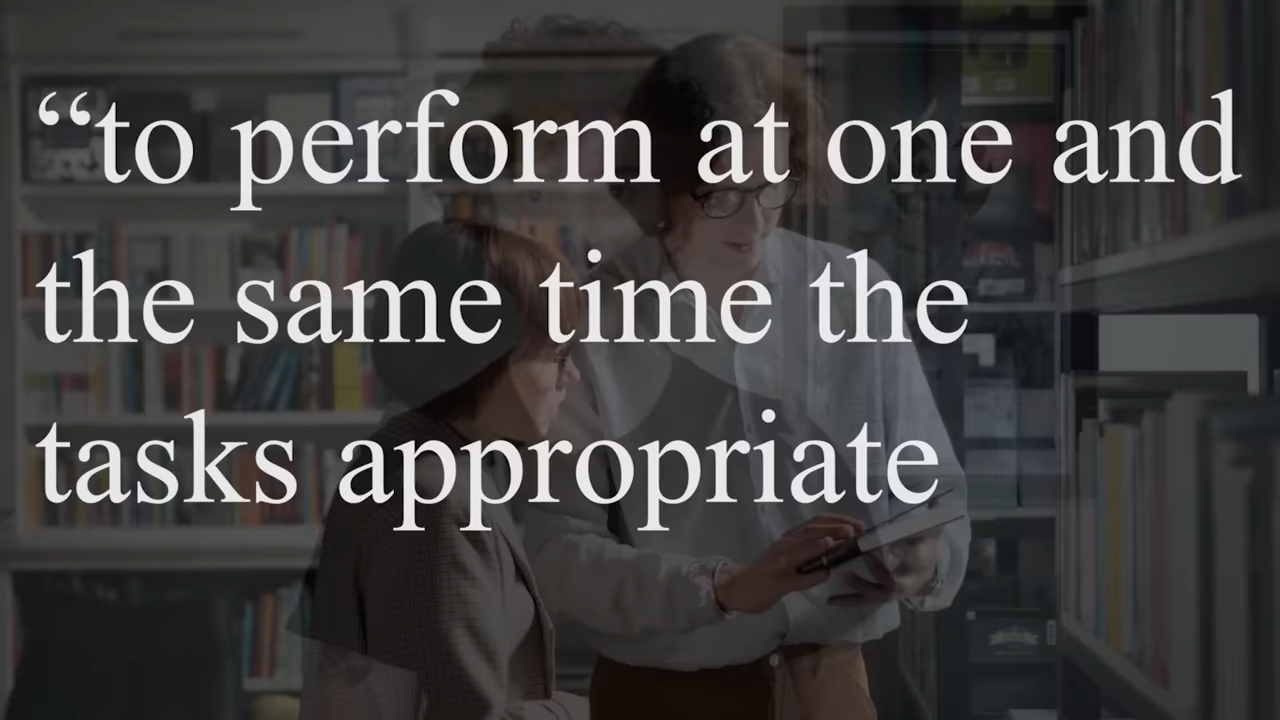 “to perform at one and
the same time the
tasks appropriate